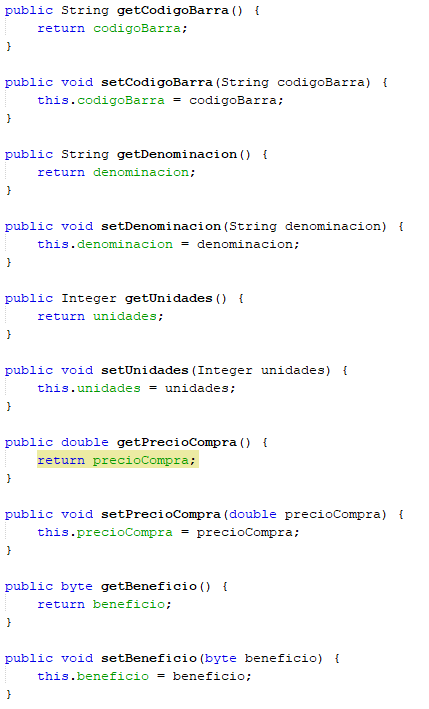 public String getCodigoBarra() {
return codigoBarra;
}
public void setCodigoBarra(String codigoBarra) {
this.codigoBarra = codigoBarra;
}
public String getDenominacion() {
return denominacion;
}
public void setDenominacion(String denominacion) {
this.denominacion = denominacion;
}
public Integer getUnidades() {
return unidades;
}
public void setUnidades(Integer unidades) {
this.unidades = unidades;
}
public double getPrecioCompra() {
return precioCompra;
}
public void setPrecioCompra(double precioCompra) {
this.precioCompra = precioCompra;
}
public byte getBeneficio() {
return beneficio;
}
public void setBeneficio(byte beneficio) {
this.beneficio = beneficio;
}